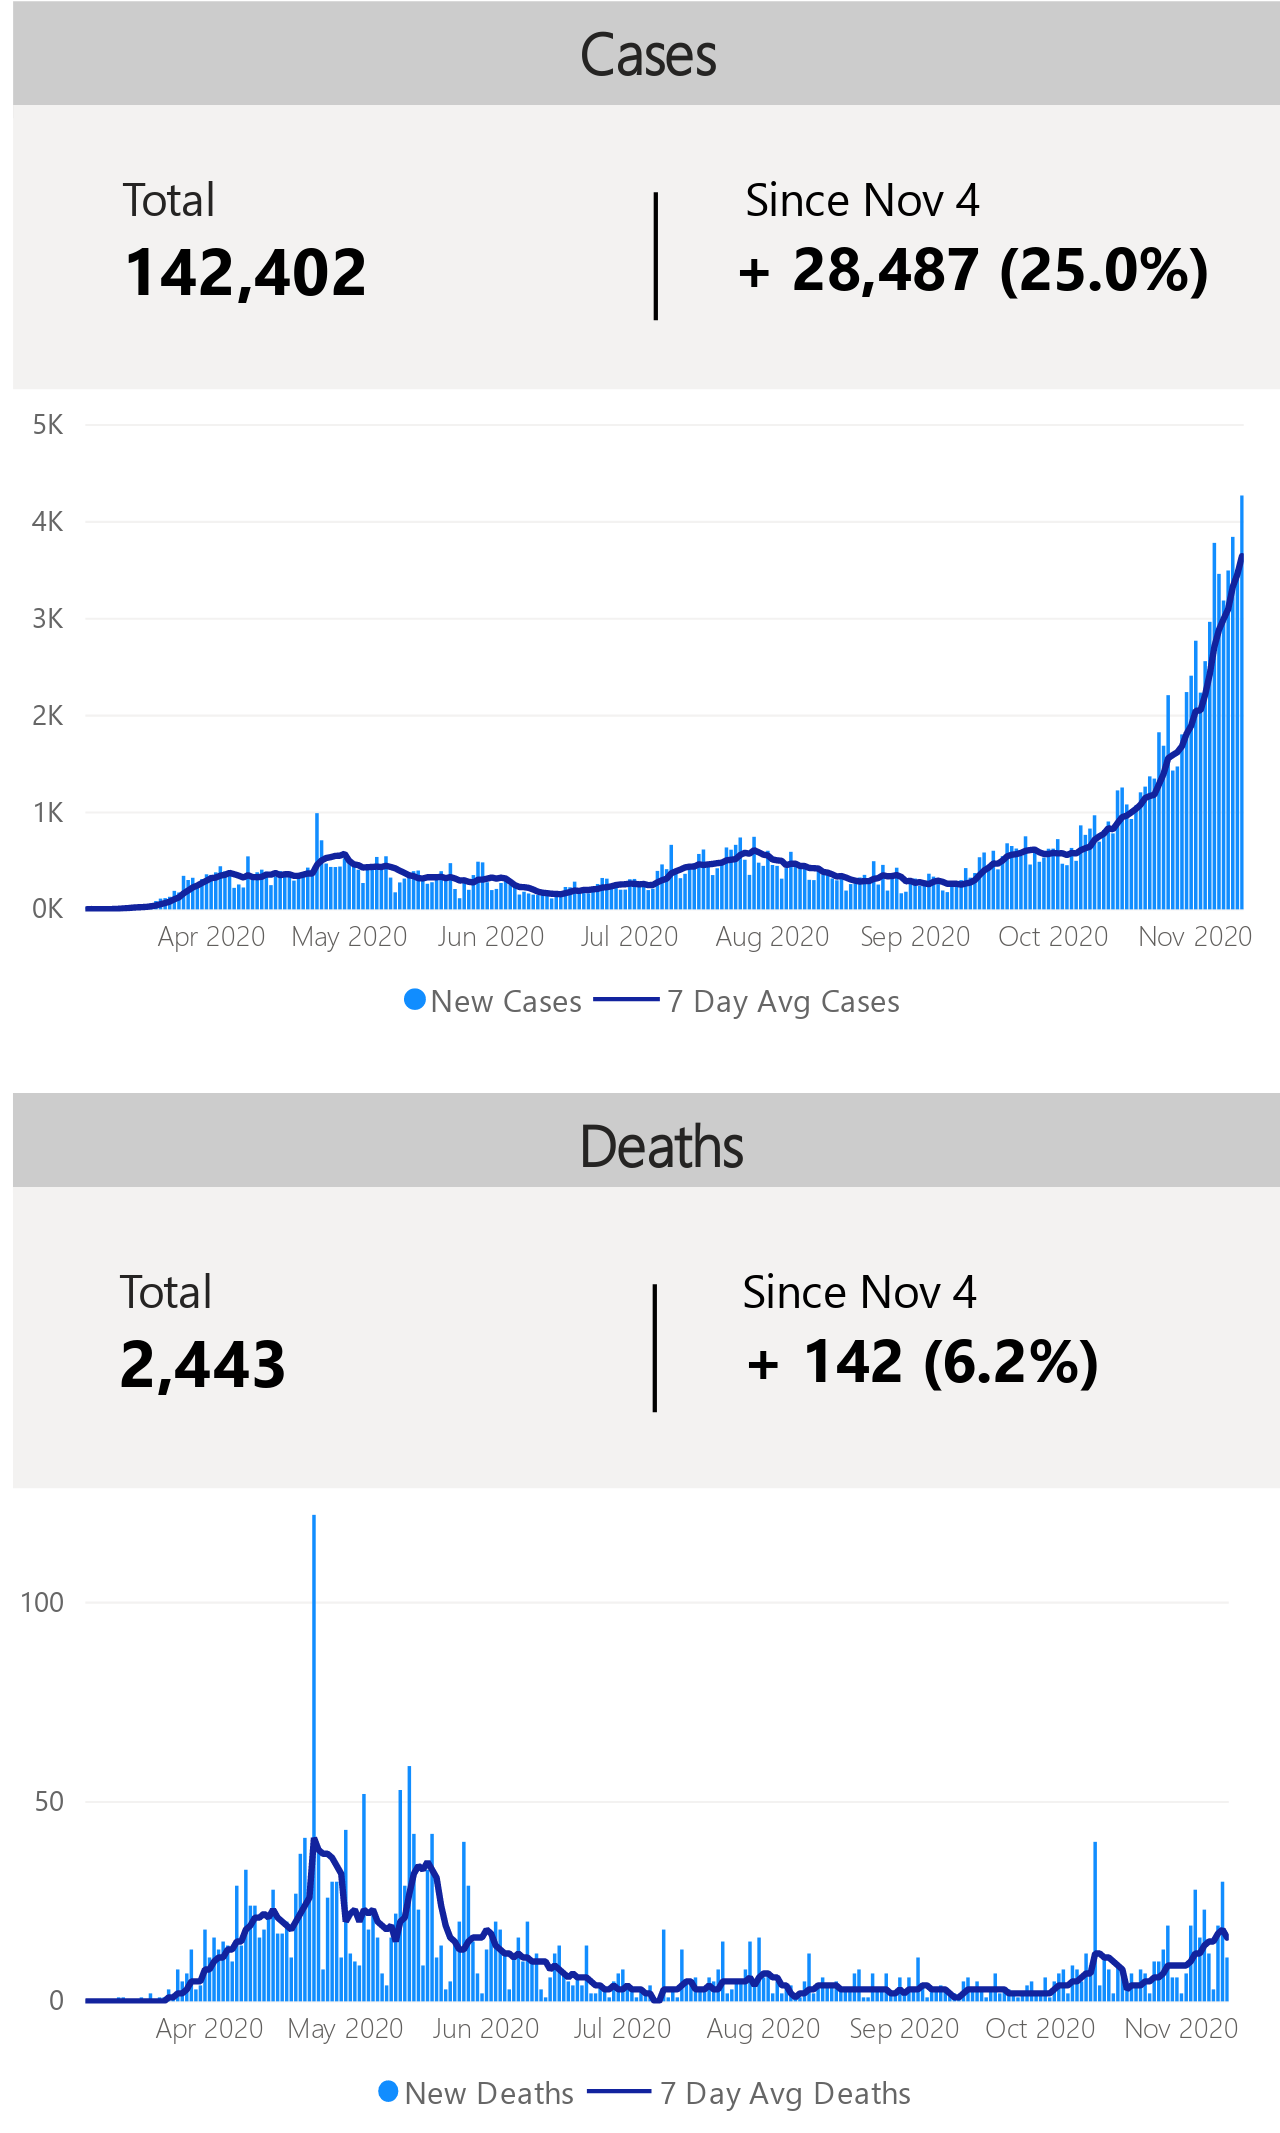 Cases
Total
Since Nov 4
142,402
+ 28,487 (25.0%)
5K
4K
3K
2K
1K
0K
Apr 2020 May 2020 Jun 2020 Jul 2020 Aug 2020 Sep 2020 Oct 2020 Nov 2020
New Cases 7 Day Avg Cases
Deaths
Total
Since Nov 4
2,443
+ 142 (6.2%)
100
50
0
Apr 2020 May 2020 Jun 2020 Jul 2020 Aug 2020 Sep 2020 Oct 2020 Nov 2020
New Deaths 7 Day Avg Deaths